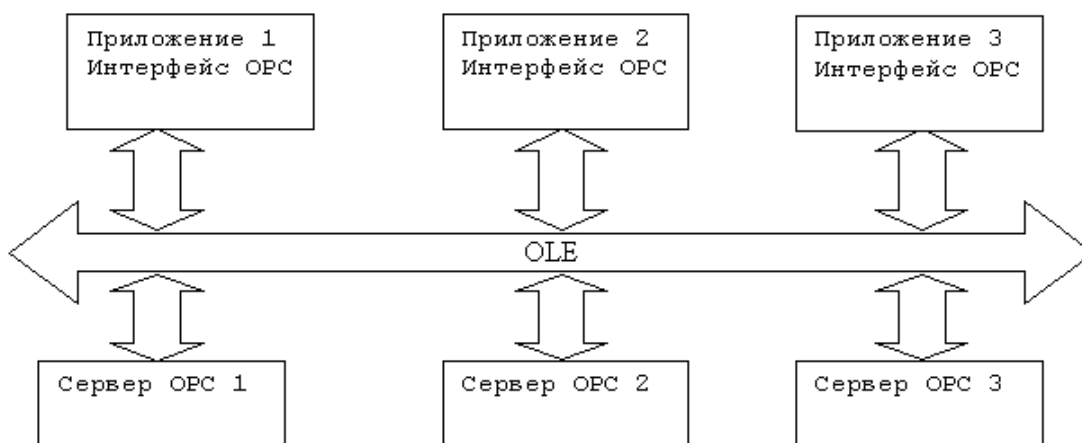 Приложение 1
Интерфейс OPC
Приложение 2
Интерфейс OPC
Приложение 3
Интерфейс OPC
OLE
Сервер OPC 1
Сервер OPC 2
Сервер OPC 3